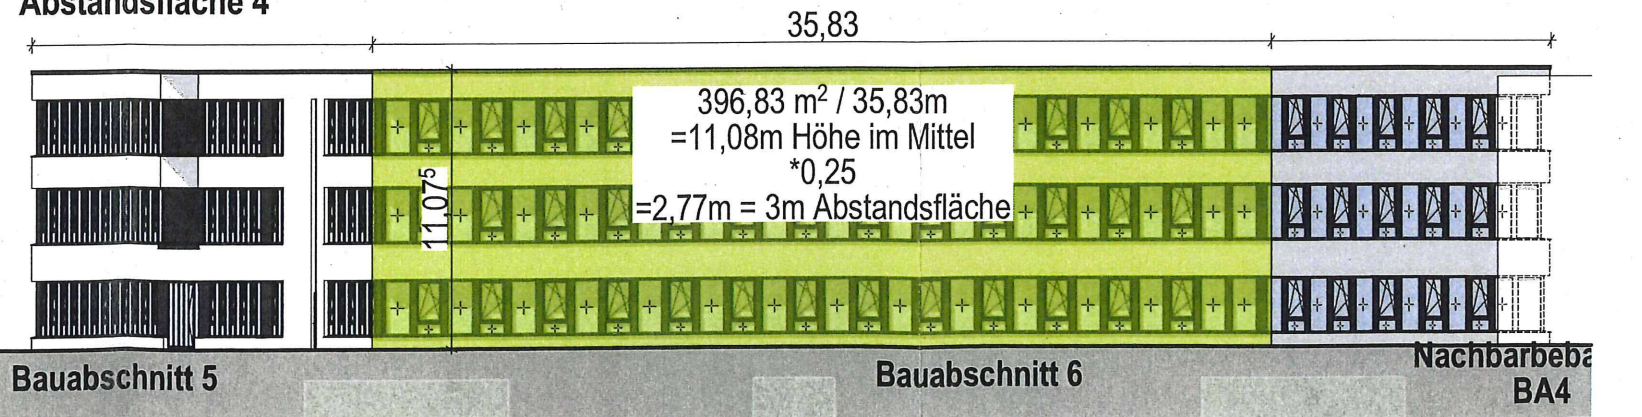 Abstandsfläche 4
35,83
396,83 m² / 35,83m
=11,08m Höhe im Mittel
*0,25
=2,77m = 3m Abstandsfläche
11,07⁵
Bauabschnitt 5
Bauabschnitt 6
Nachbarbeba
BA4